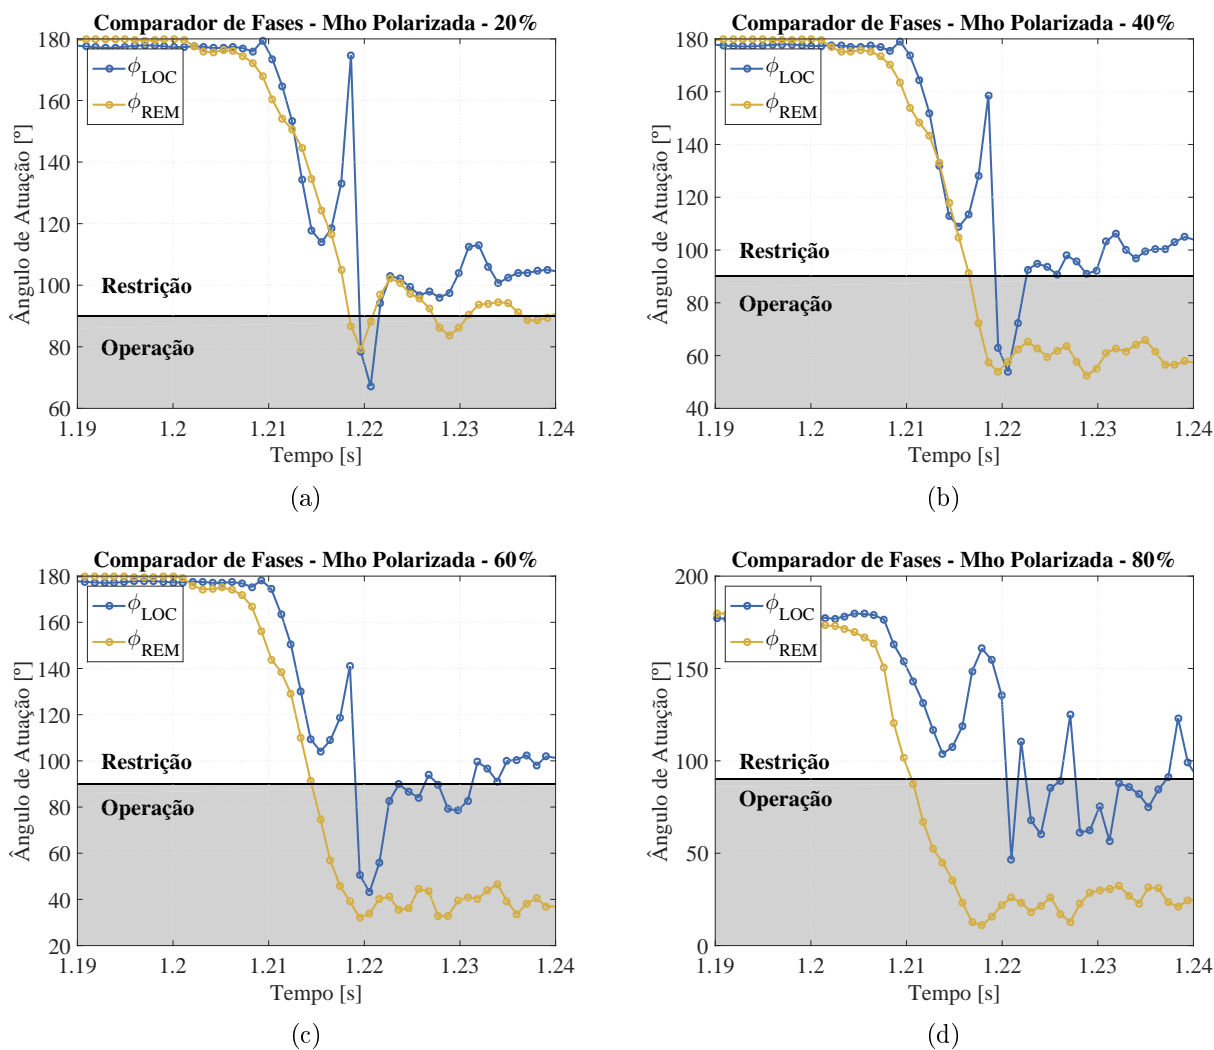 Comparador de Fases - Mho Polarizada - 20%
180
160
140
120
100
80
60
Ângulo de Atuação [º]
ϕLOC
ϕREM
Restrição
Operação
1.19 1.2 1.21 1.22 1.23 1.24
Tempo [s]
(a)
Comparador de Fases - Mho Polarizada - 40%
180
160
140
120
100
80
60
40
Ângulo de Atuação [º]
ϕLOC
ϕREM
Restrição
Operação
1.19 1.2 1.21 1.22 1.23 1.24
Tempo [s]
(b)
Comparador de Fases - Mho Polarizada - 60%
180
160
140
120
100
80
60
40
20
Ângulo de Atuação [º]
ϕLOC
ϕREM
Restrição
Operação
1.19 1.2 1.21 1.22 1.23 1.24
Tempo [s]
(c)
Comparador de Fases - Mho Polarizada - 80%
200
150
100
50
0
Ângulo de Atuação [º]
ϕLOC
ϕREM
Restrição
Operação
1.19 1.2 1.21 1.22 1.23 1.24
Tempo [s]
(d)